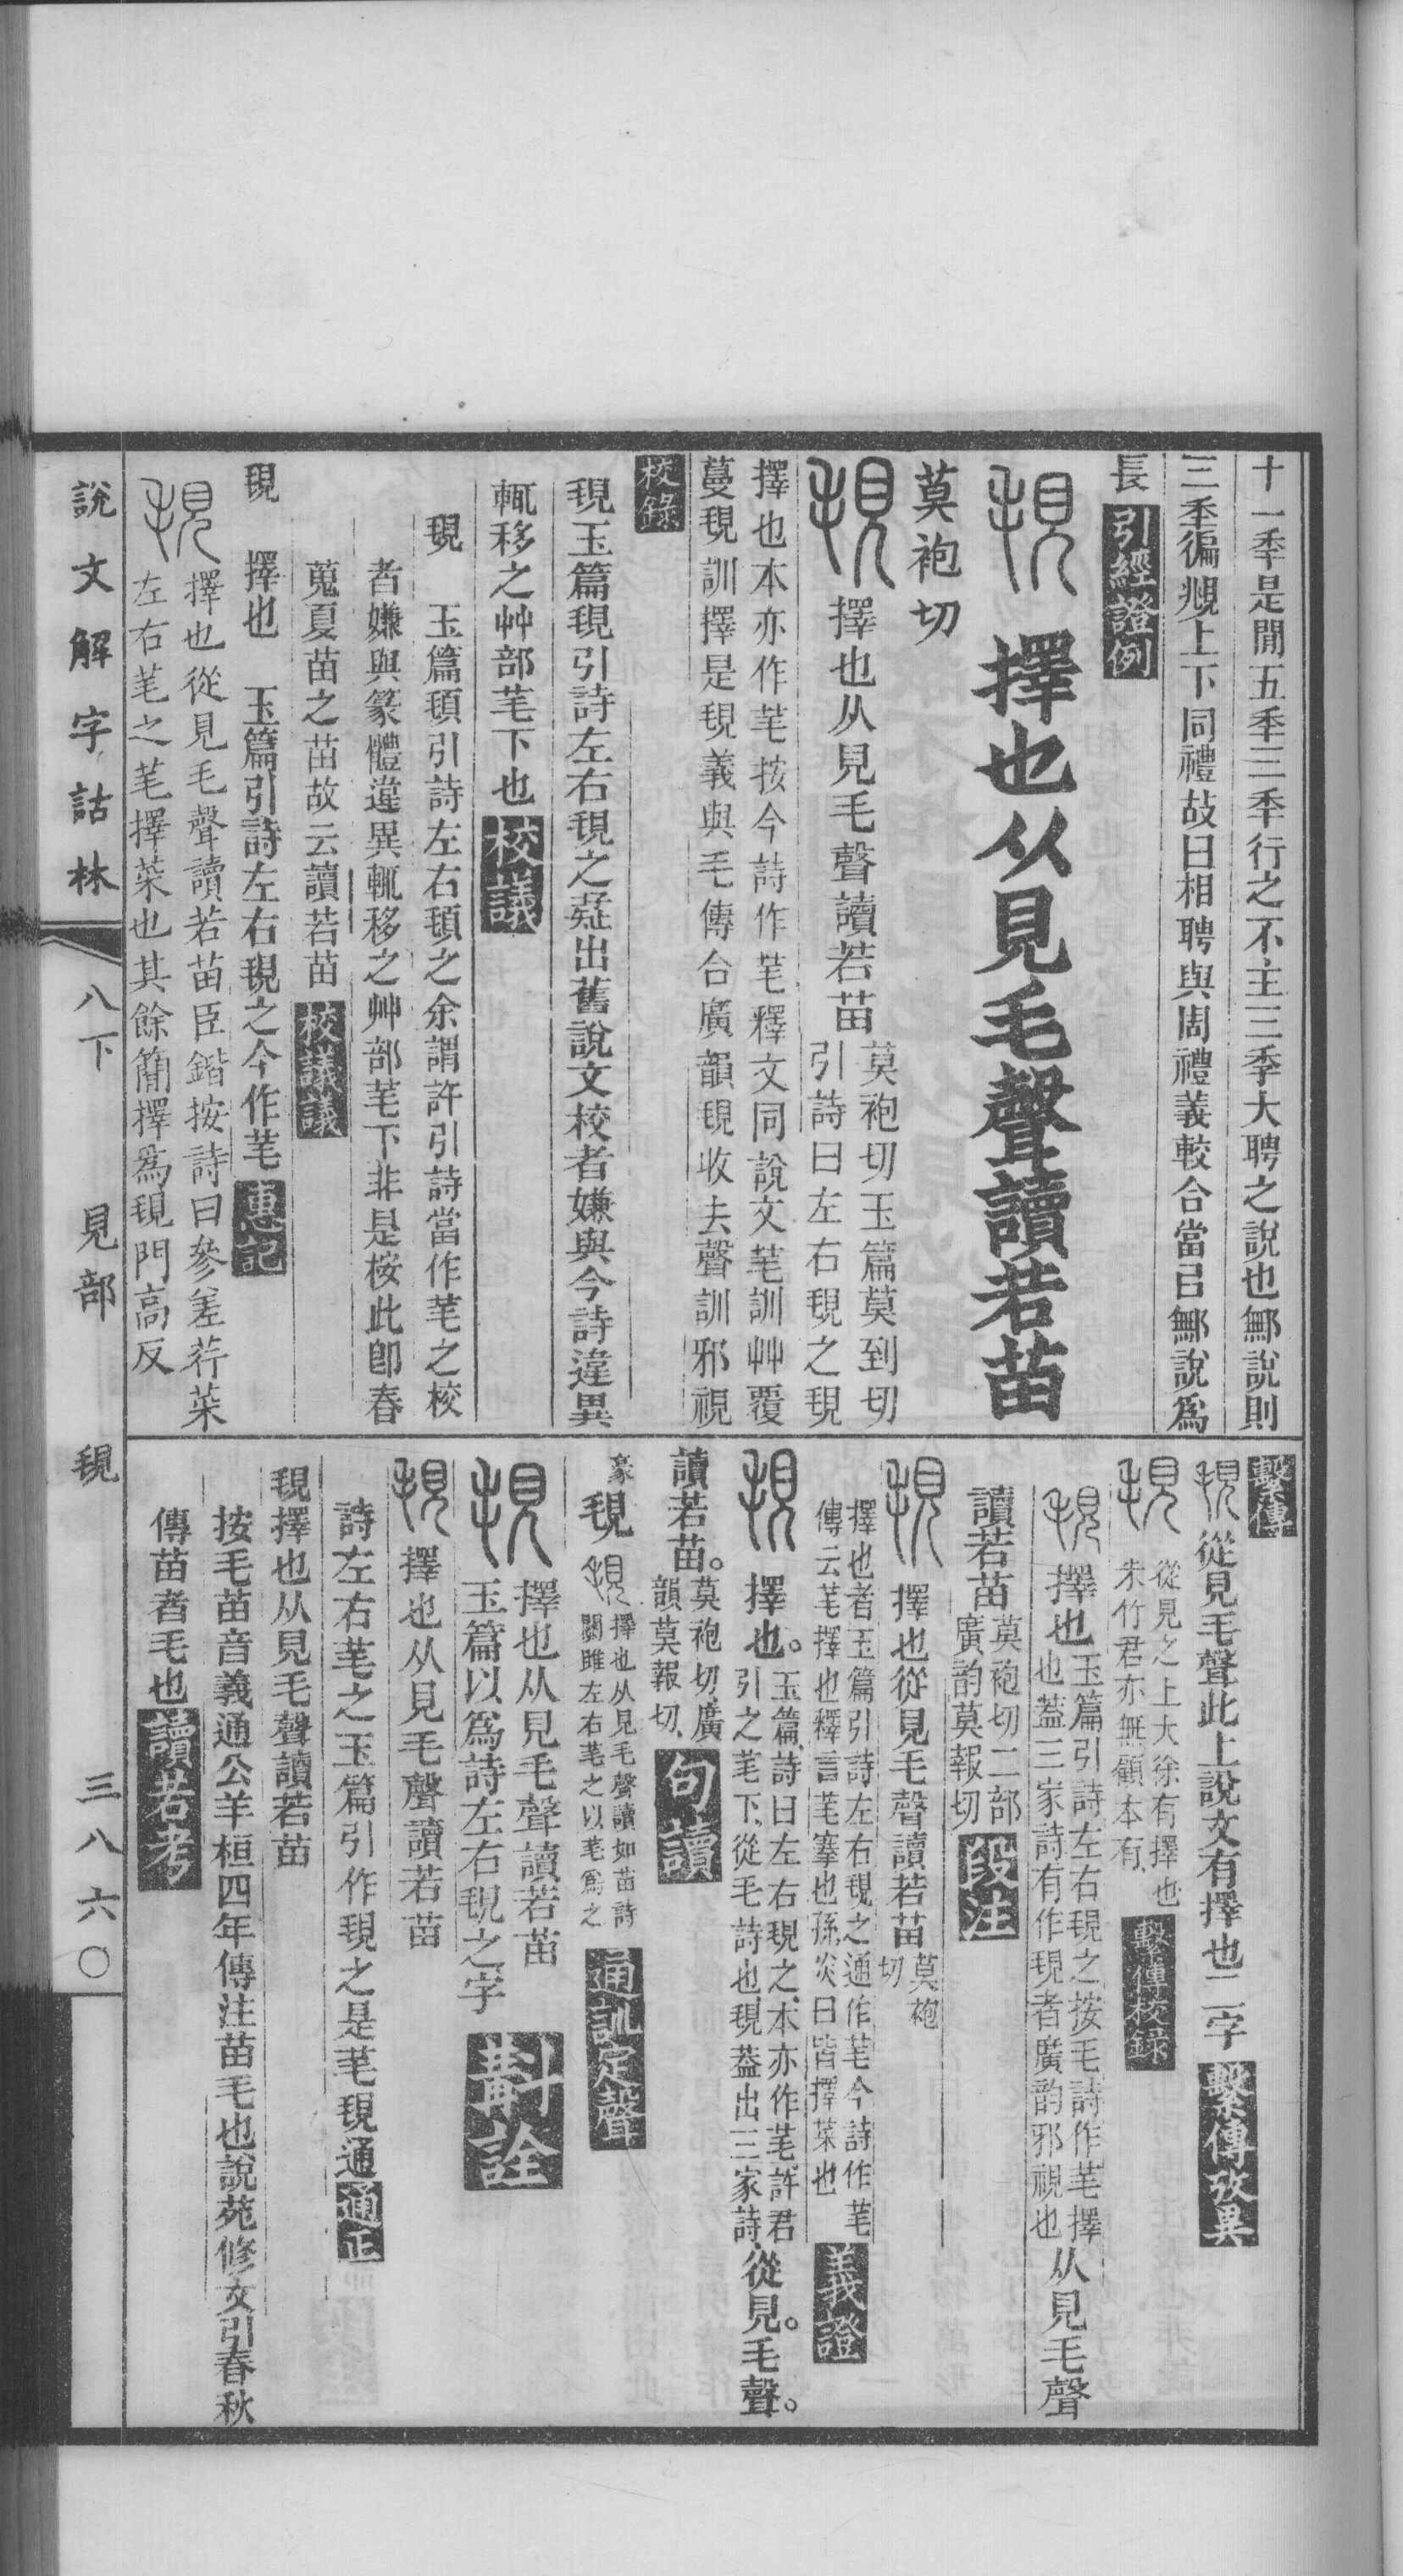 十一秊是閒五秊三秊行之不主三秊大聘之說也鄦說則
三秊徧覜上下同禮故曰相聘與周禮義較合當㠯鄦說爲
長 引經證例
覒 擇也从見毛聲讀若苗
莫袍切
覒 擇也从見毛聲讀若苗
莫袍切玉篇莫到切
引詩曰左右覒之覒
擇也本亦作芼按今詩作芼釋文同說文芼訓艸覆
蔓覒訓擇是覒義與毛傳合廣韻覒收去聲訓邪視
校錄
覒玉篇覒引詩左右覒之蓋出舊說文校者嫌與今詩違異
輒移之艸部芼下也 校議
覒 玉篇頊引詩左右頊之余謂許引詩當作芼之校
者嫌與篆體違異輒移之艸部芼下非是桉此卽春
蒐夏苗之苗故云讀若苗 校議議
覒 擇也 玉篇引詩左右覒之今作芼 惠記
覒 擇也從見毛聲讀若苗臣鍇按詩曰參差荇菜
左右芼之芼擇菜也其餘簡擇爲覒門高反
繫傳
覒從見毛聲此上說文有擇也二字 繫傳攷異
覒 從見之上大徐有擇也
朱竹君亦無顧本有 繫傳校錄
覒 擇也
玉篇引詩左右覒之按毛詩作芼擇
也蓋三家詩有作覒者廣韵邪視也
从見毛聲
讀若苗
莫袍切二部
廣韵莫報切
段注
覒 擇也從見毛聲讀若苗
莫袍
切
擇也者玉篇引詩左右覒之通作芼今詩作芼
傳云芼擇也釋言芼搴也孫炎曰皆擇菜也
義證
覒 擇也。
玉篇、詩曰左右覒之、本亦作芼、許君
引之芼下、從毛詩也、覒蓋出三家詩、
從見。毛聲。
讀若苗。
莫袍切、廣
韻莫報切、
句讀
豪覒 覒
擇也从見毛聲讀如苗詩
關雎左右芼之以芼爲之
通訓定聲
覒 擇也从見毛聲讀若苗
玉篇以爲詩左右覒之字 斠詮
覒 擇也从見毛聲讀若苗
詩左右芼之玉篇引作覒之是芼覒通 通正
覒擇也从見毛聲讀若苗
按毛苗音義通公羊桓四年傳注苗毛也說苑修文引春秋
傳苗者毛也 讀若考
說文解字詁林 八下 見部 覒 三八六〇